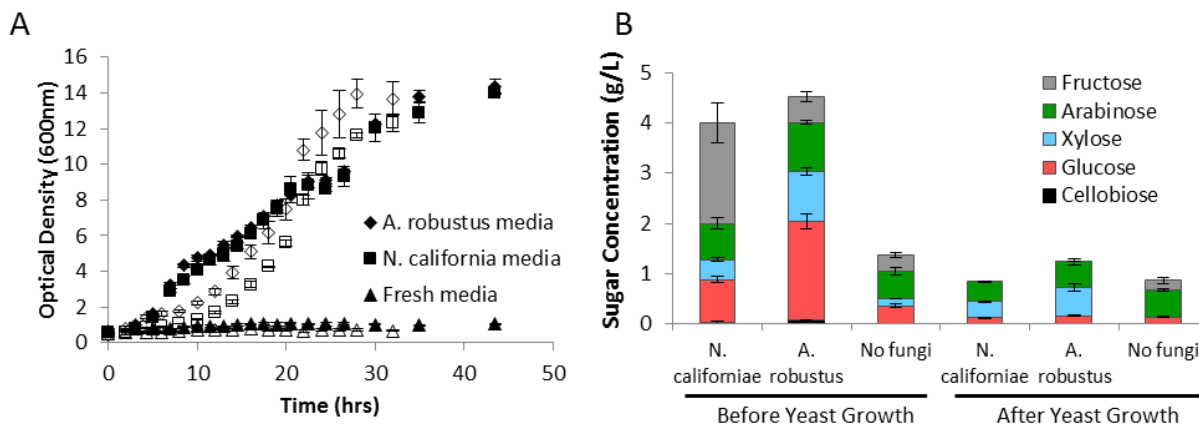 A
Optical Density (600nm)
16
14
12
10
8
6
4
2
0
A. robustus media
N. california media
Fresh media
0 10 20 30 40 50
Time (hrs)
B
Sugar Concentration (g/L)
5
4
3
2
1
0
Fructose
Arabinose
Xylose
Glucose
Cellobiose
N. A. No fungi N. A. No fungi
californiae robustus californiae robustus
Before Yeast Growth After Yeast Growth